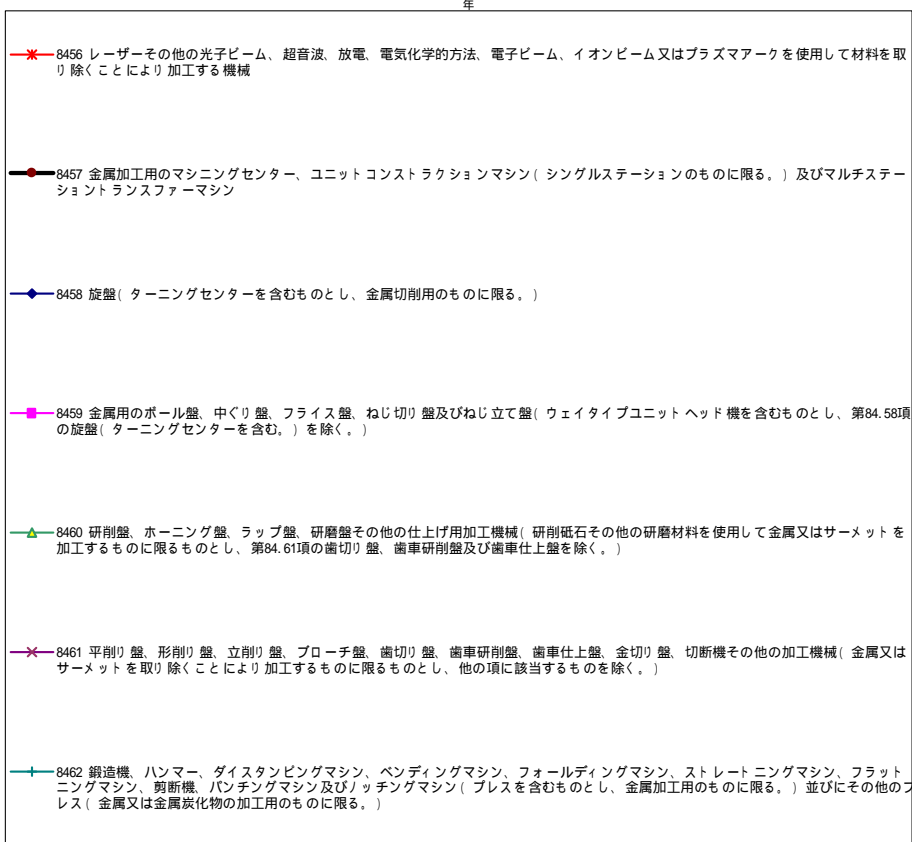 年
8456 レーザーその他の光子ビーム、超音波、放電、電気化学的方法、電子ビーム、イオンビーム又はプラズマアークを使用して材料を取
り除くことにより加工する機械
8457 金属加工用のマシニングセンター、ユニットコンストラクションマシン(シングルステーションのものに限る。)及びマルチステー
ショントランスファーマシン
8458 旋盤(ターニングセンターを含むものとし、金属切削用のものに限る。)
8459 金属用のボール盤、中ぐり盤、フライス盤、ねじ切り盤及びねじ立て盤(ウェイタイプユニットヘッド機を含むものとし、第84.58項
の旋盤(ターニングセンターを含む。)を除く。)
8460 研削盤、ホーニング盤、ラップ盤、研磨盤その他の仕上げ用加工機械(研削砥石その他の研磨材料を使用して金属又はサーメットを
加工するものに限るものとし、第84.61項の歯切り盤、歯車研削盤及び歯車仕上盤を除く。)
8461 平削り盤、形削り盤、立削り盤、ブローチ盤、歯切り盤、歯車研削盤、歯車仕上盤、金切り盤、切断機その他の加工機械(金属又は
サーメットを取り除くことにより加工するものに限るものとし、他の項に該当するものを除く。)
8462 鍛造機、ハンマー、ダイスタンピングマシン、ベンディングマシン、フォールディングマシン、ストレートニングマシン、フラット
ニングマシン、剪断機、パンチングマシン及びノッチングマシン(プレスを含むものとし、金属加工用のものに限る。)並びにその他のプ
レス(金属又は金属炭化物の加工用のものに限る。)